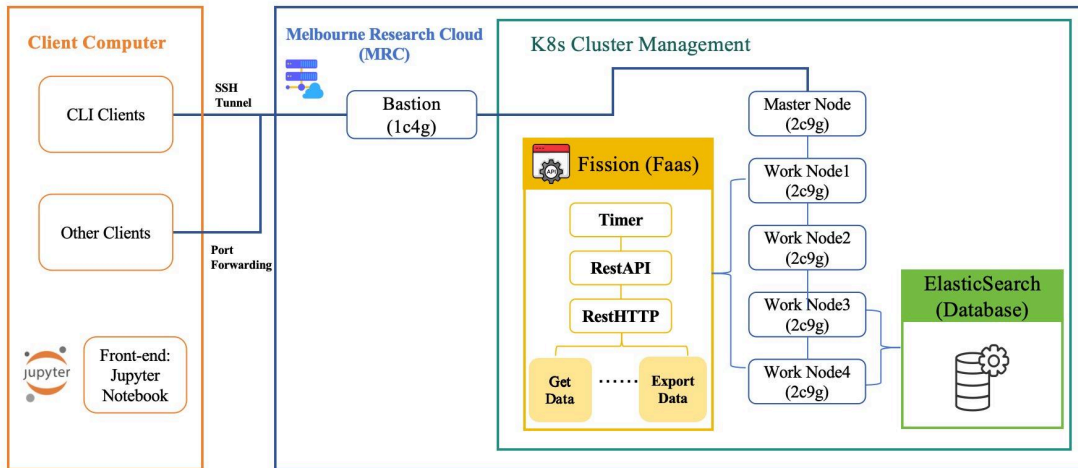 Client Computer
CLI Clients
Other Clients
jupyter
Front-end:
Jupyter
Notebook
SSH
Tunnel
Port
Forwarding
Melbourne Research Cloud
(MRC)
Bastion
(1c4g)
K8s Cluster Management
API
Fission (Faas)
Timer
RestAPI
RestHTTP
Get
Data
······
Export
Data
Master Node
(2c9g)
Work Node1
(2c9g)
Work Node2
(2c9g)
Work Node3
(2c9g)
Work Node4
(2c9g)
ElasticSearch
(Database)